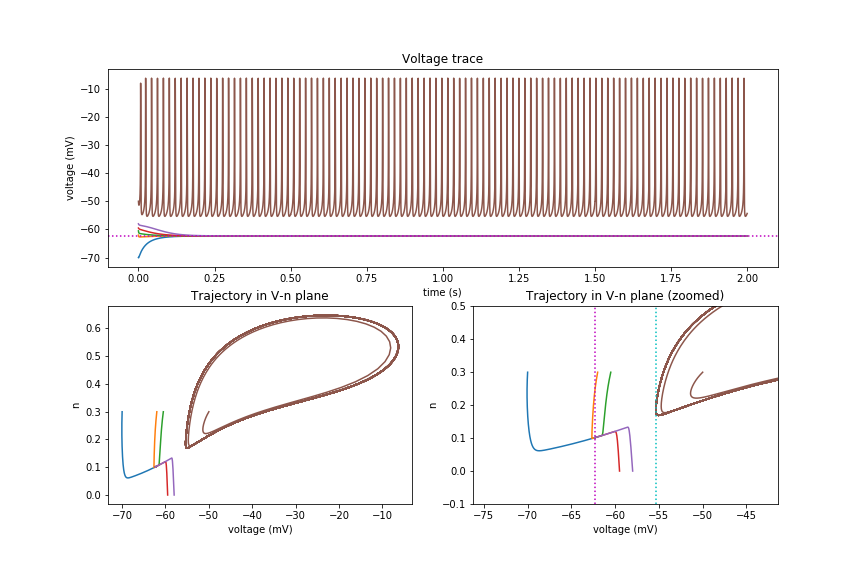 Voltage trace
voltage (mV)
−10
−20
−30
−40
−50
−60
−70
0.00 0.25 0.50 0.75 1.00 1.25 1.50 1.75 2.00
time (s)
Trajectory in V-n plane
n
0.6
0.5
0.4
0.3
0.2
0.1
0.0
−70 −60 −50 −40 −30 −20 −10
voltage (mV)
Trajectory in V-n plane (zoomed)
n
0.5
0.4
0.3
0.2
0.1
0.0
−0.1
−75 −70 −65 −60 −55 −50 −45
voltage (mV)